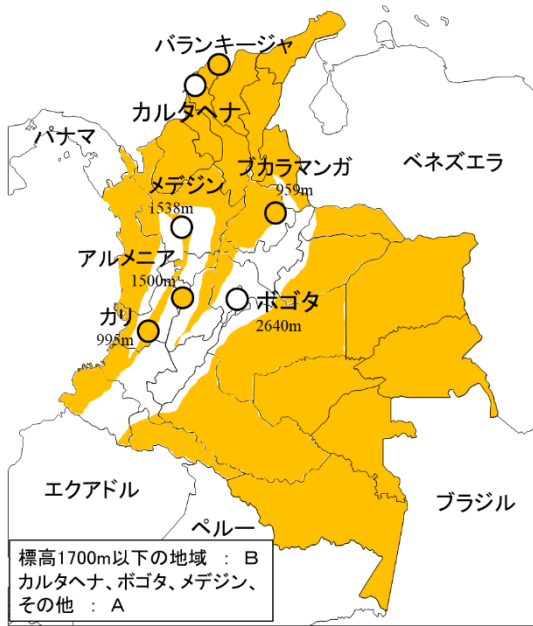 バランキージャ
カルタヘナ
パナマ
ベネズエラ
ブカラマンガ
959m
メデジン
1538m
アルメニア
1500m
ボゴタ
2640m
カリ
995m
エクアドル
ブラジル
ペルー
標高1700m以下の地域 : B
カルタヘナ、ボゴタ、メデジン、
その他 : A